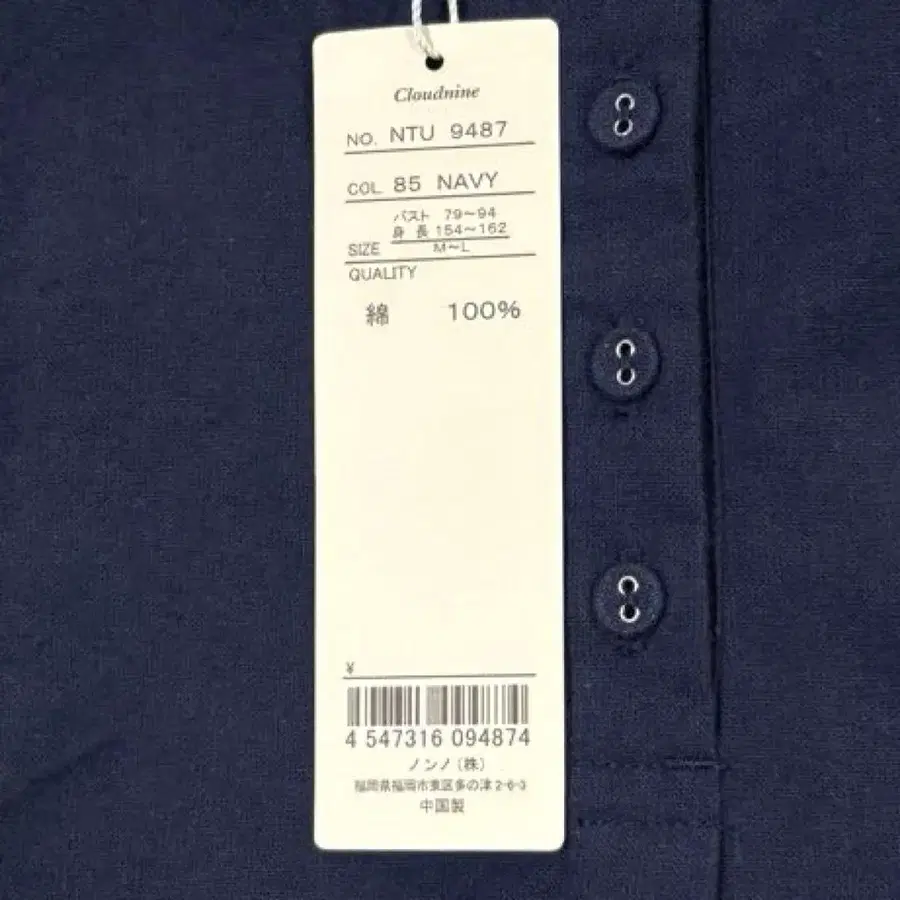 Cloudnine
NO. NTU 9487
COL 85 NAVY
バスト 79〜94
身 長 154〜162
SIZE M〜L
QUALITY
綿 100%
¥
4 547316 094874
ノンノ(株)
福岡県福岡市東区多の津2-6-3
中国製